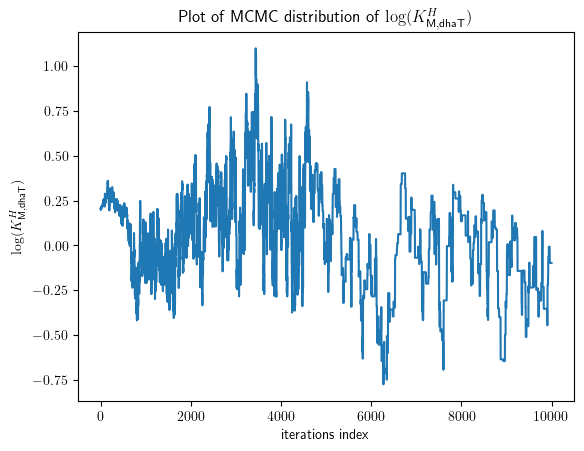 Plot of MCMC distribution of log(K^H_M,dhaT)
log(K^H_M,dhaT)
1.00
0.75
0.50
0.25
0.00
−0.25
−0.50
−0.75
0 2000 4000 6000 8000 10000
iterations index